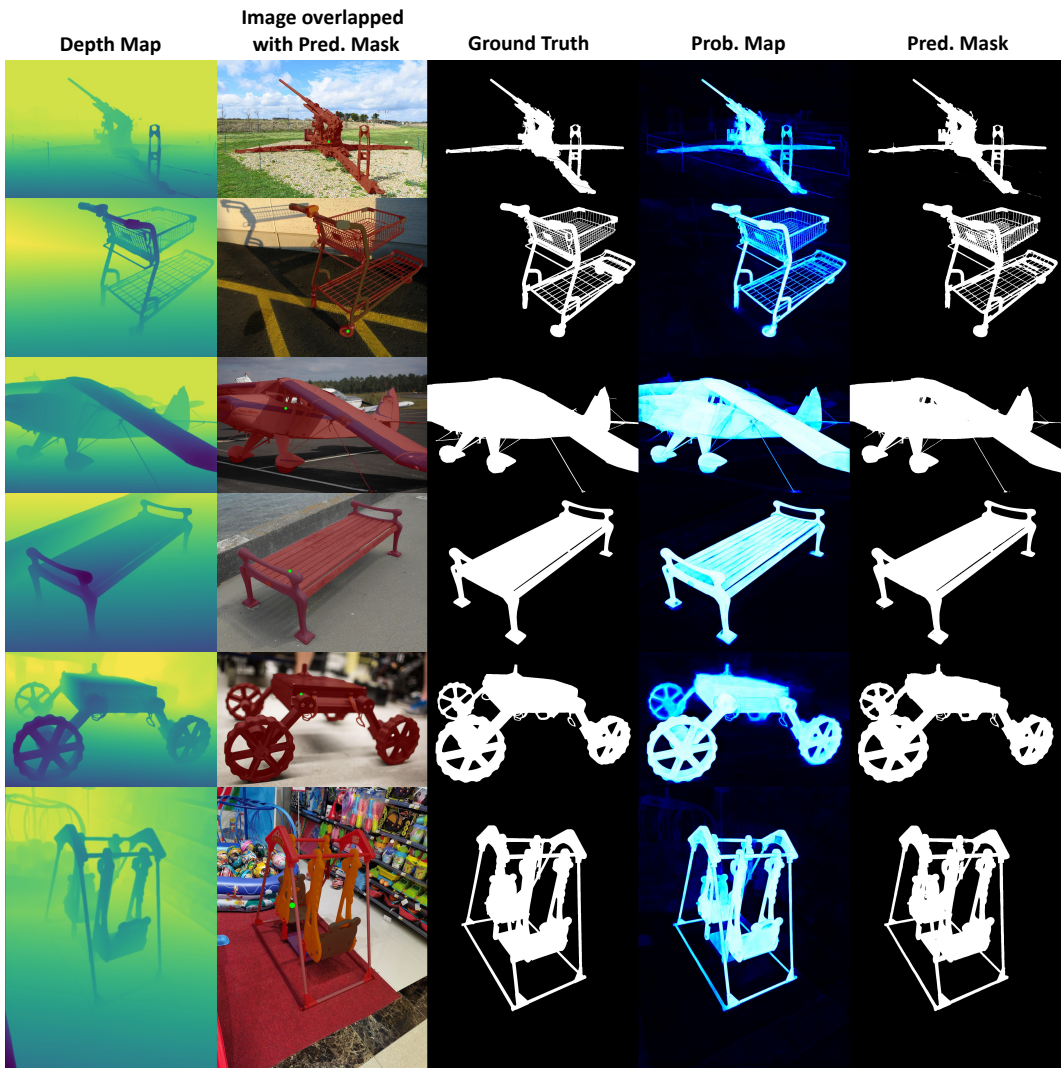 Depth Map
Image overlapped
with Pred. Mask
Ground Truth
Prob. Map
Pred. Mask